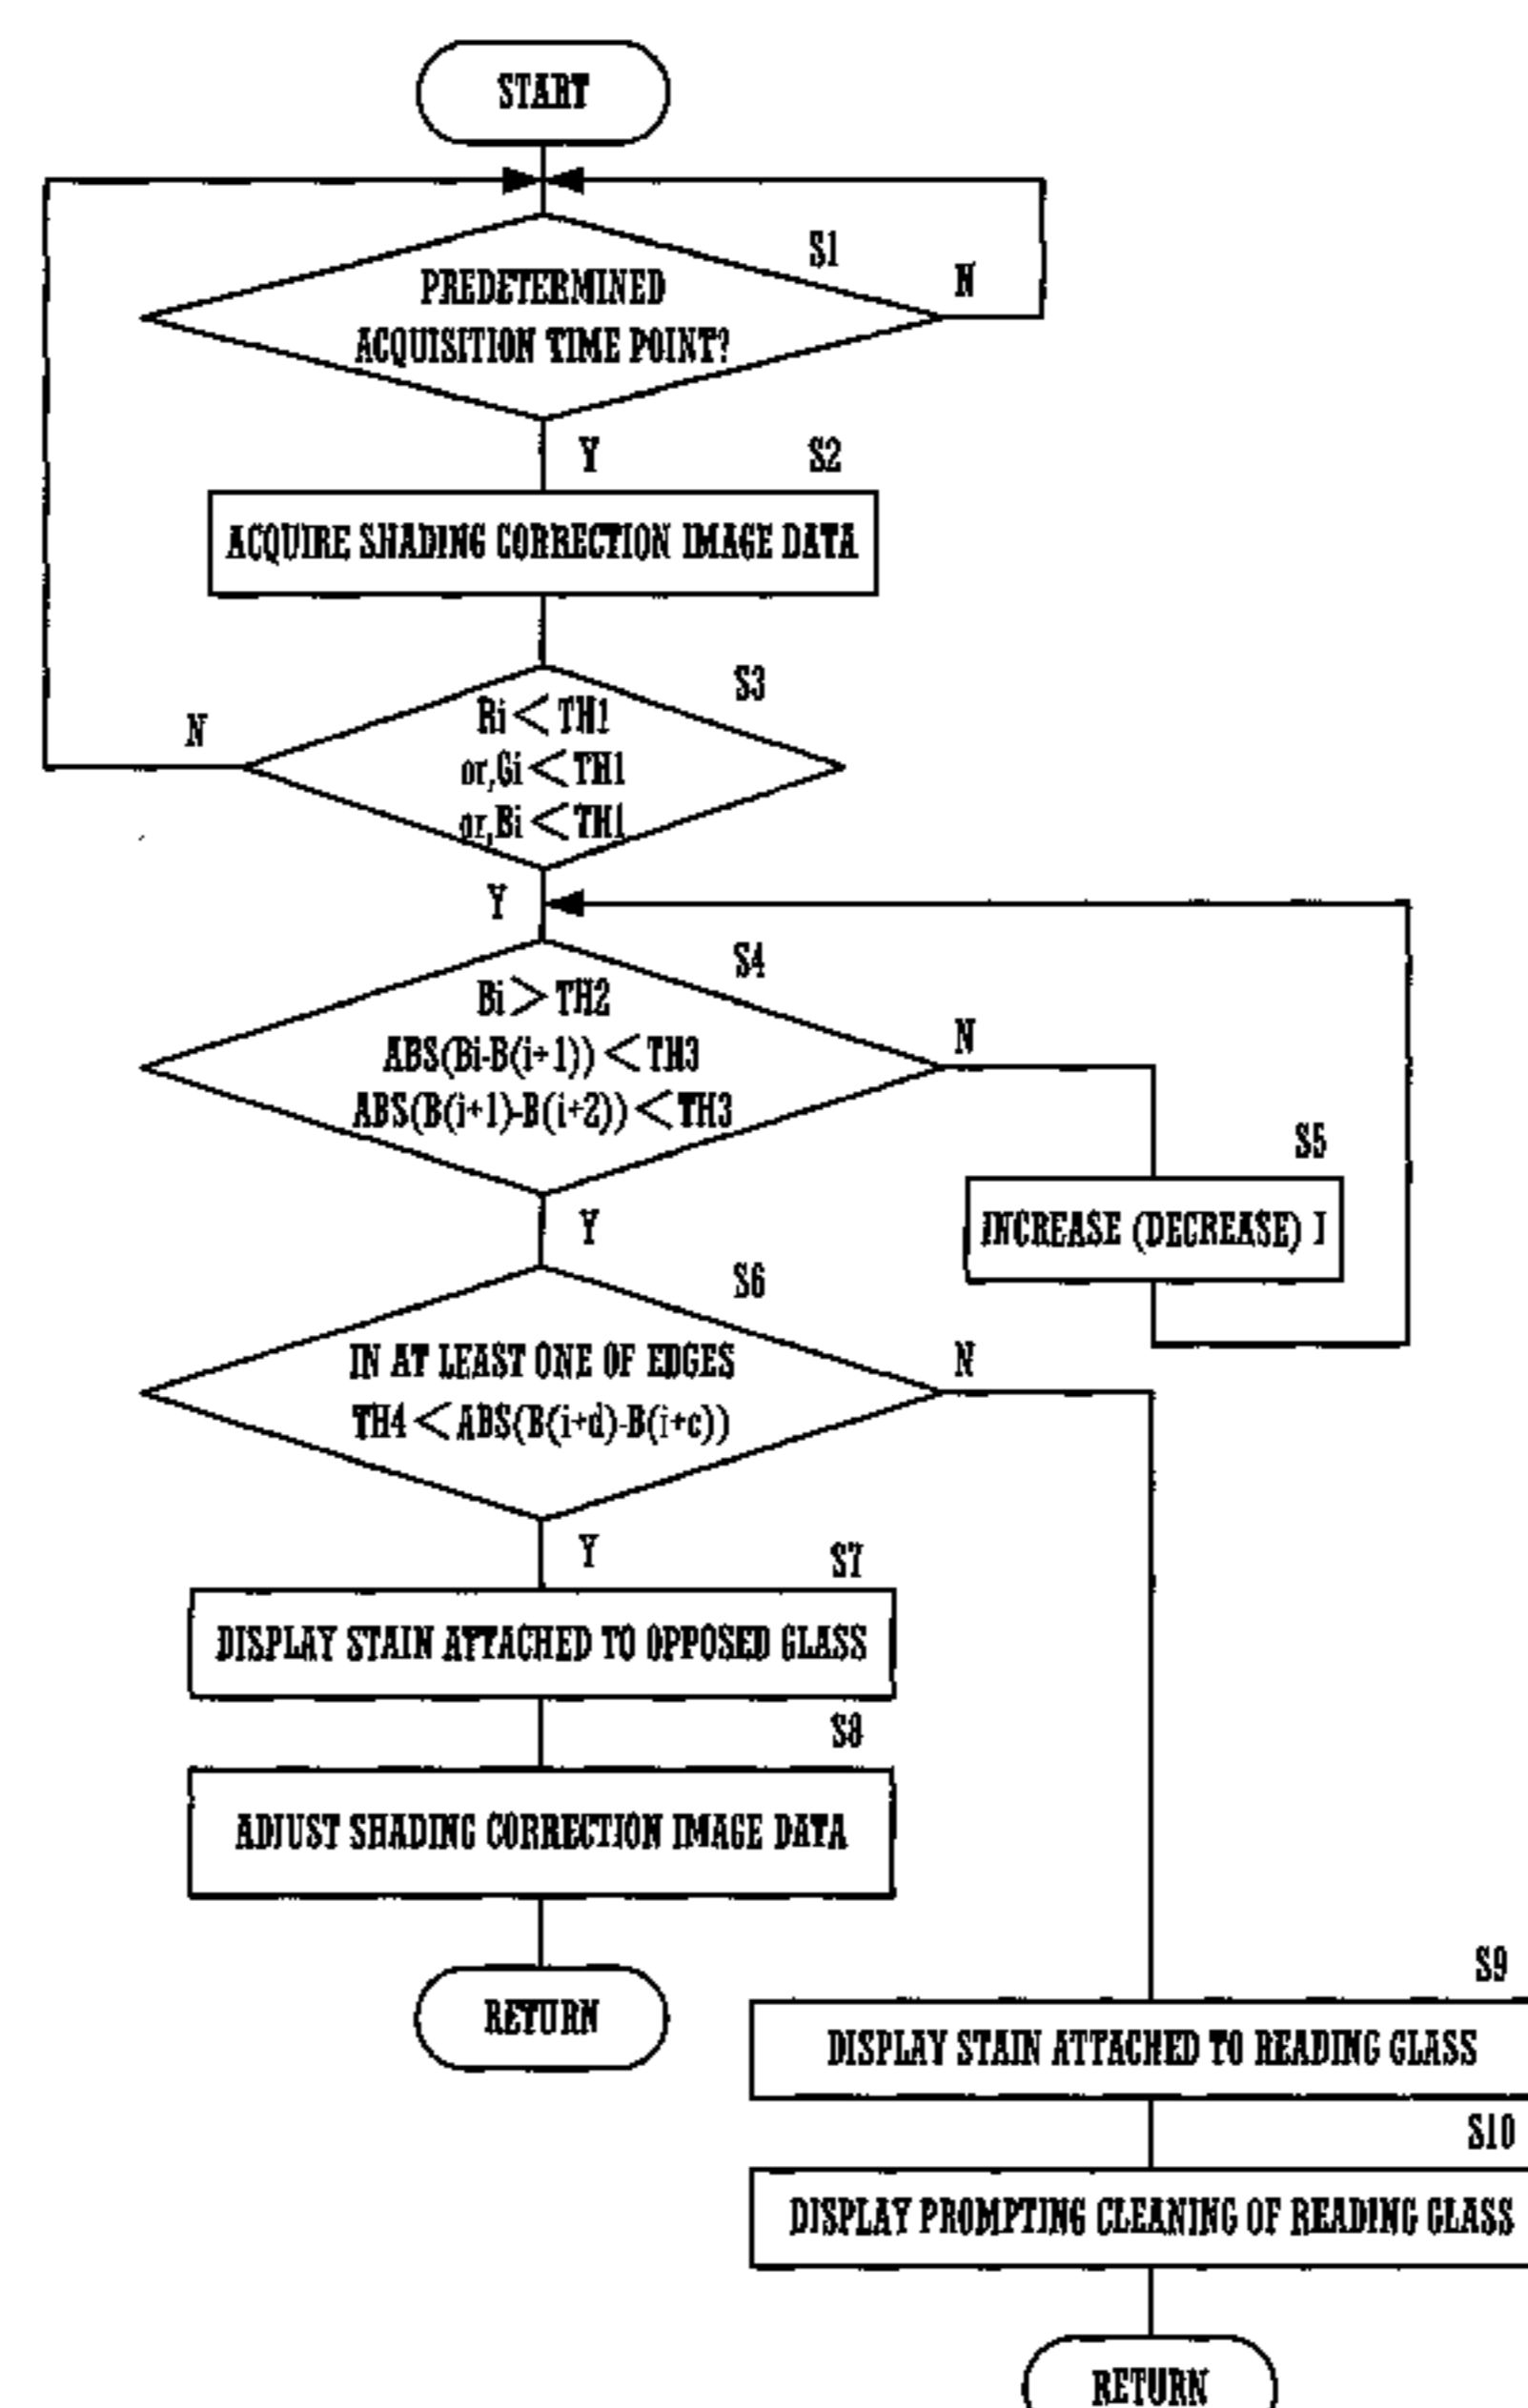 START
S1
PREDETERMINED
ACQUISITION TIME POINT?
N
Y
S2
ACQUIRE SHADING CORRECTION IMAGE DATA
S3
N
Ri<TH1
or,Gi<TH1
or,Bi<TH1
Y
S4
Bi>TH2
ABS(Bi-B(i+1))<TH3
ABS(B(i+1)-B(i+2))<TH3
N
Y
S5
INCREASE (DECREASE) I
S6
IN AT LEAST ONE OF EDGES
TH4<ABS(B(i+d)-B(i+c))
N
Y
S7
DISPLAY STAIN ATTACHED TO OPPOSED GLASS
S8
ADJUST SHADING CORRECTION IMAGE DATA
RETURN
S9
DISPLAY STAIN ATTACHED TO READING GLASS
S10
DISPLAY PROMPTING CLEANING OF READING GLASS
RETURN